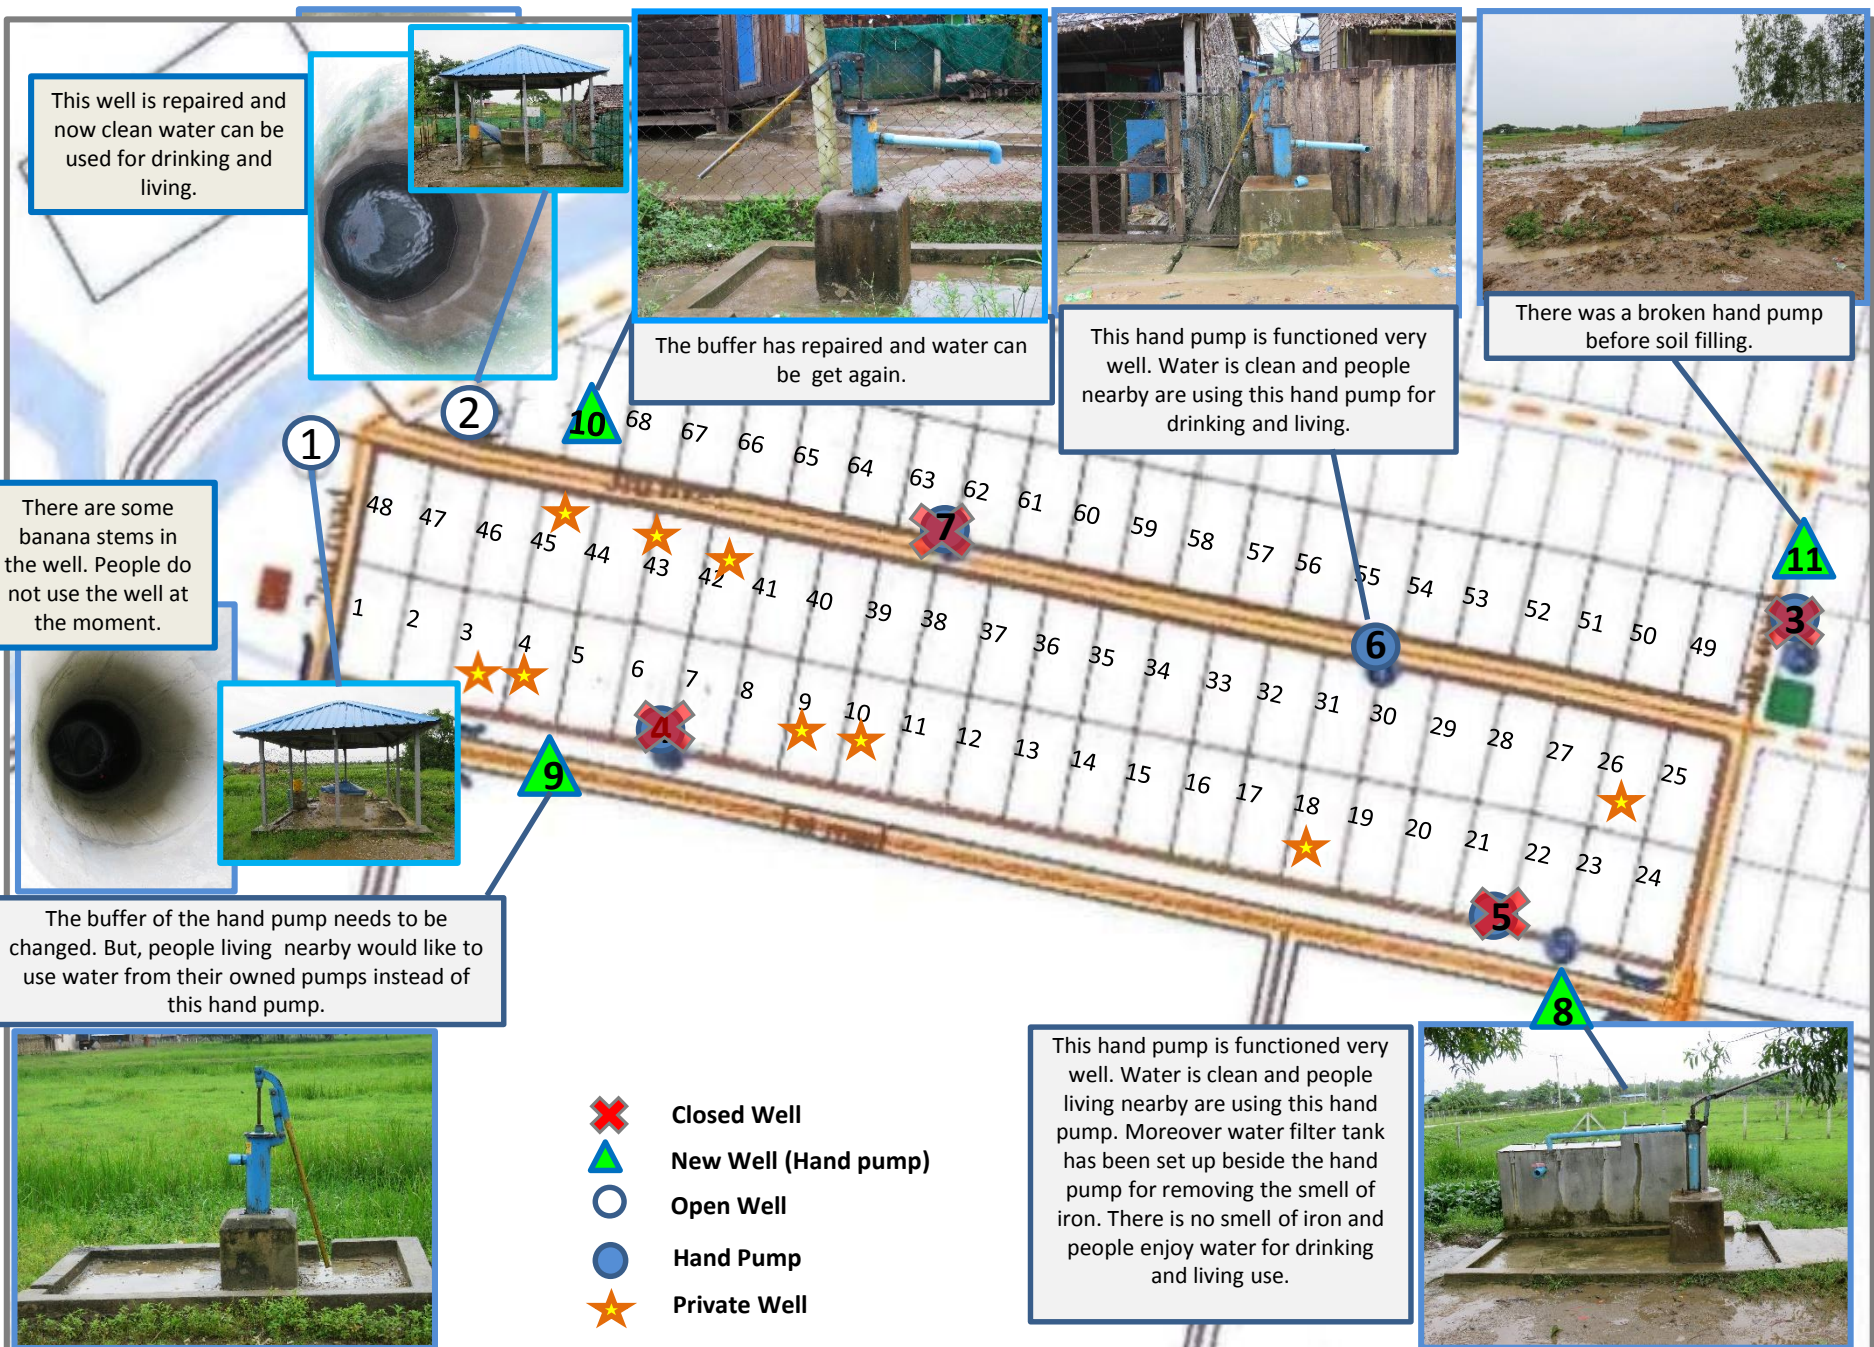 This well is repaired and
now clean water can be
used for drinking and
living.
The buffer has repaired and water can
be get again.
This hand pump is functioned very
well. Water is clean and people
nearby are using this hand pump for
drinking and living.
There was a broken hand pump
before soil filling.
There are some
banana stems in
the well. People do
not use the well at
the moment.
1
2
10
68 67 66 65 64 63 62 61 60 59 58 57 56 55 54 53 52 51 50 49
11
3
7
6
48 47 46 45 44 43 42 41 40 39 38 37 36 35 34 33 32 31 30 29 28 27 26 25
1 2 3 4 5 6 7 8 9 10 11 12 13 14 15 16 17 18 19 20 21 22 23 24
4
9
5
8
The buffer of the hand pump needs to be
changed. But, people living nearby would like to
use water from their owned pumps instead of
this hand pump.
This hand pump is functioned very
well. Water is clean and people
living nearby are using this hand
pump. Moreover water filter tank
has been set up beside the hand
pump for removing the smell of
iron. There is no smell of iron and
people enjoy water for drinking
and living use.
Closed Well
New Well (Hand pump)
Open Well
Hand Pump
Private Well